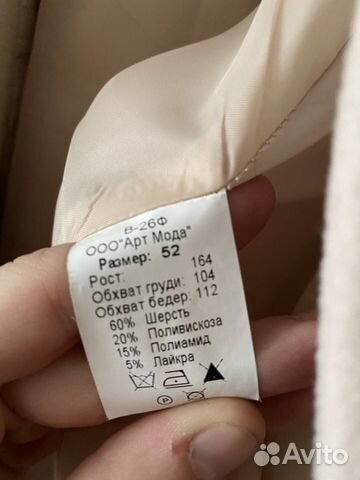 В-26Ф
ООО"Арт Мода"
Размер: 52
Рост: 164
Обхват груди: 104
Обхват бедер: 112
60% Шерсть
20% Поливискоза
15% Полиамид
5% Лайкра
P
Avito